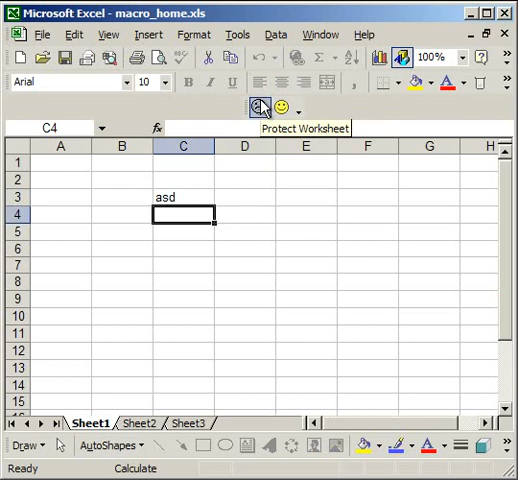 Microsoft Excel - macro_home.xls
File Edit View Insert Format Tools Data Window Help
100%
Arial 10 B I U A
Protect Worksheet
C4 fx
A B C D E F G H
1
2
3 asd
4
5
6
7
8
9
10
11
12
13
14
15
Sheet1 Sheet2 Sheet3
Draw AutoShapes A A
Ready Calculate